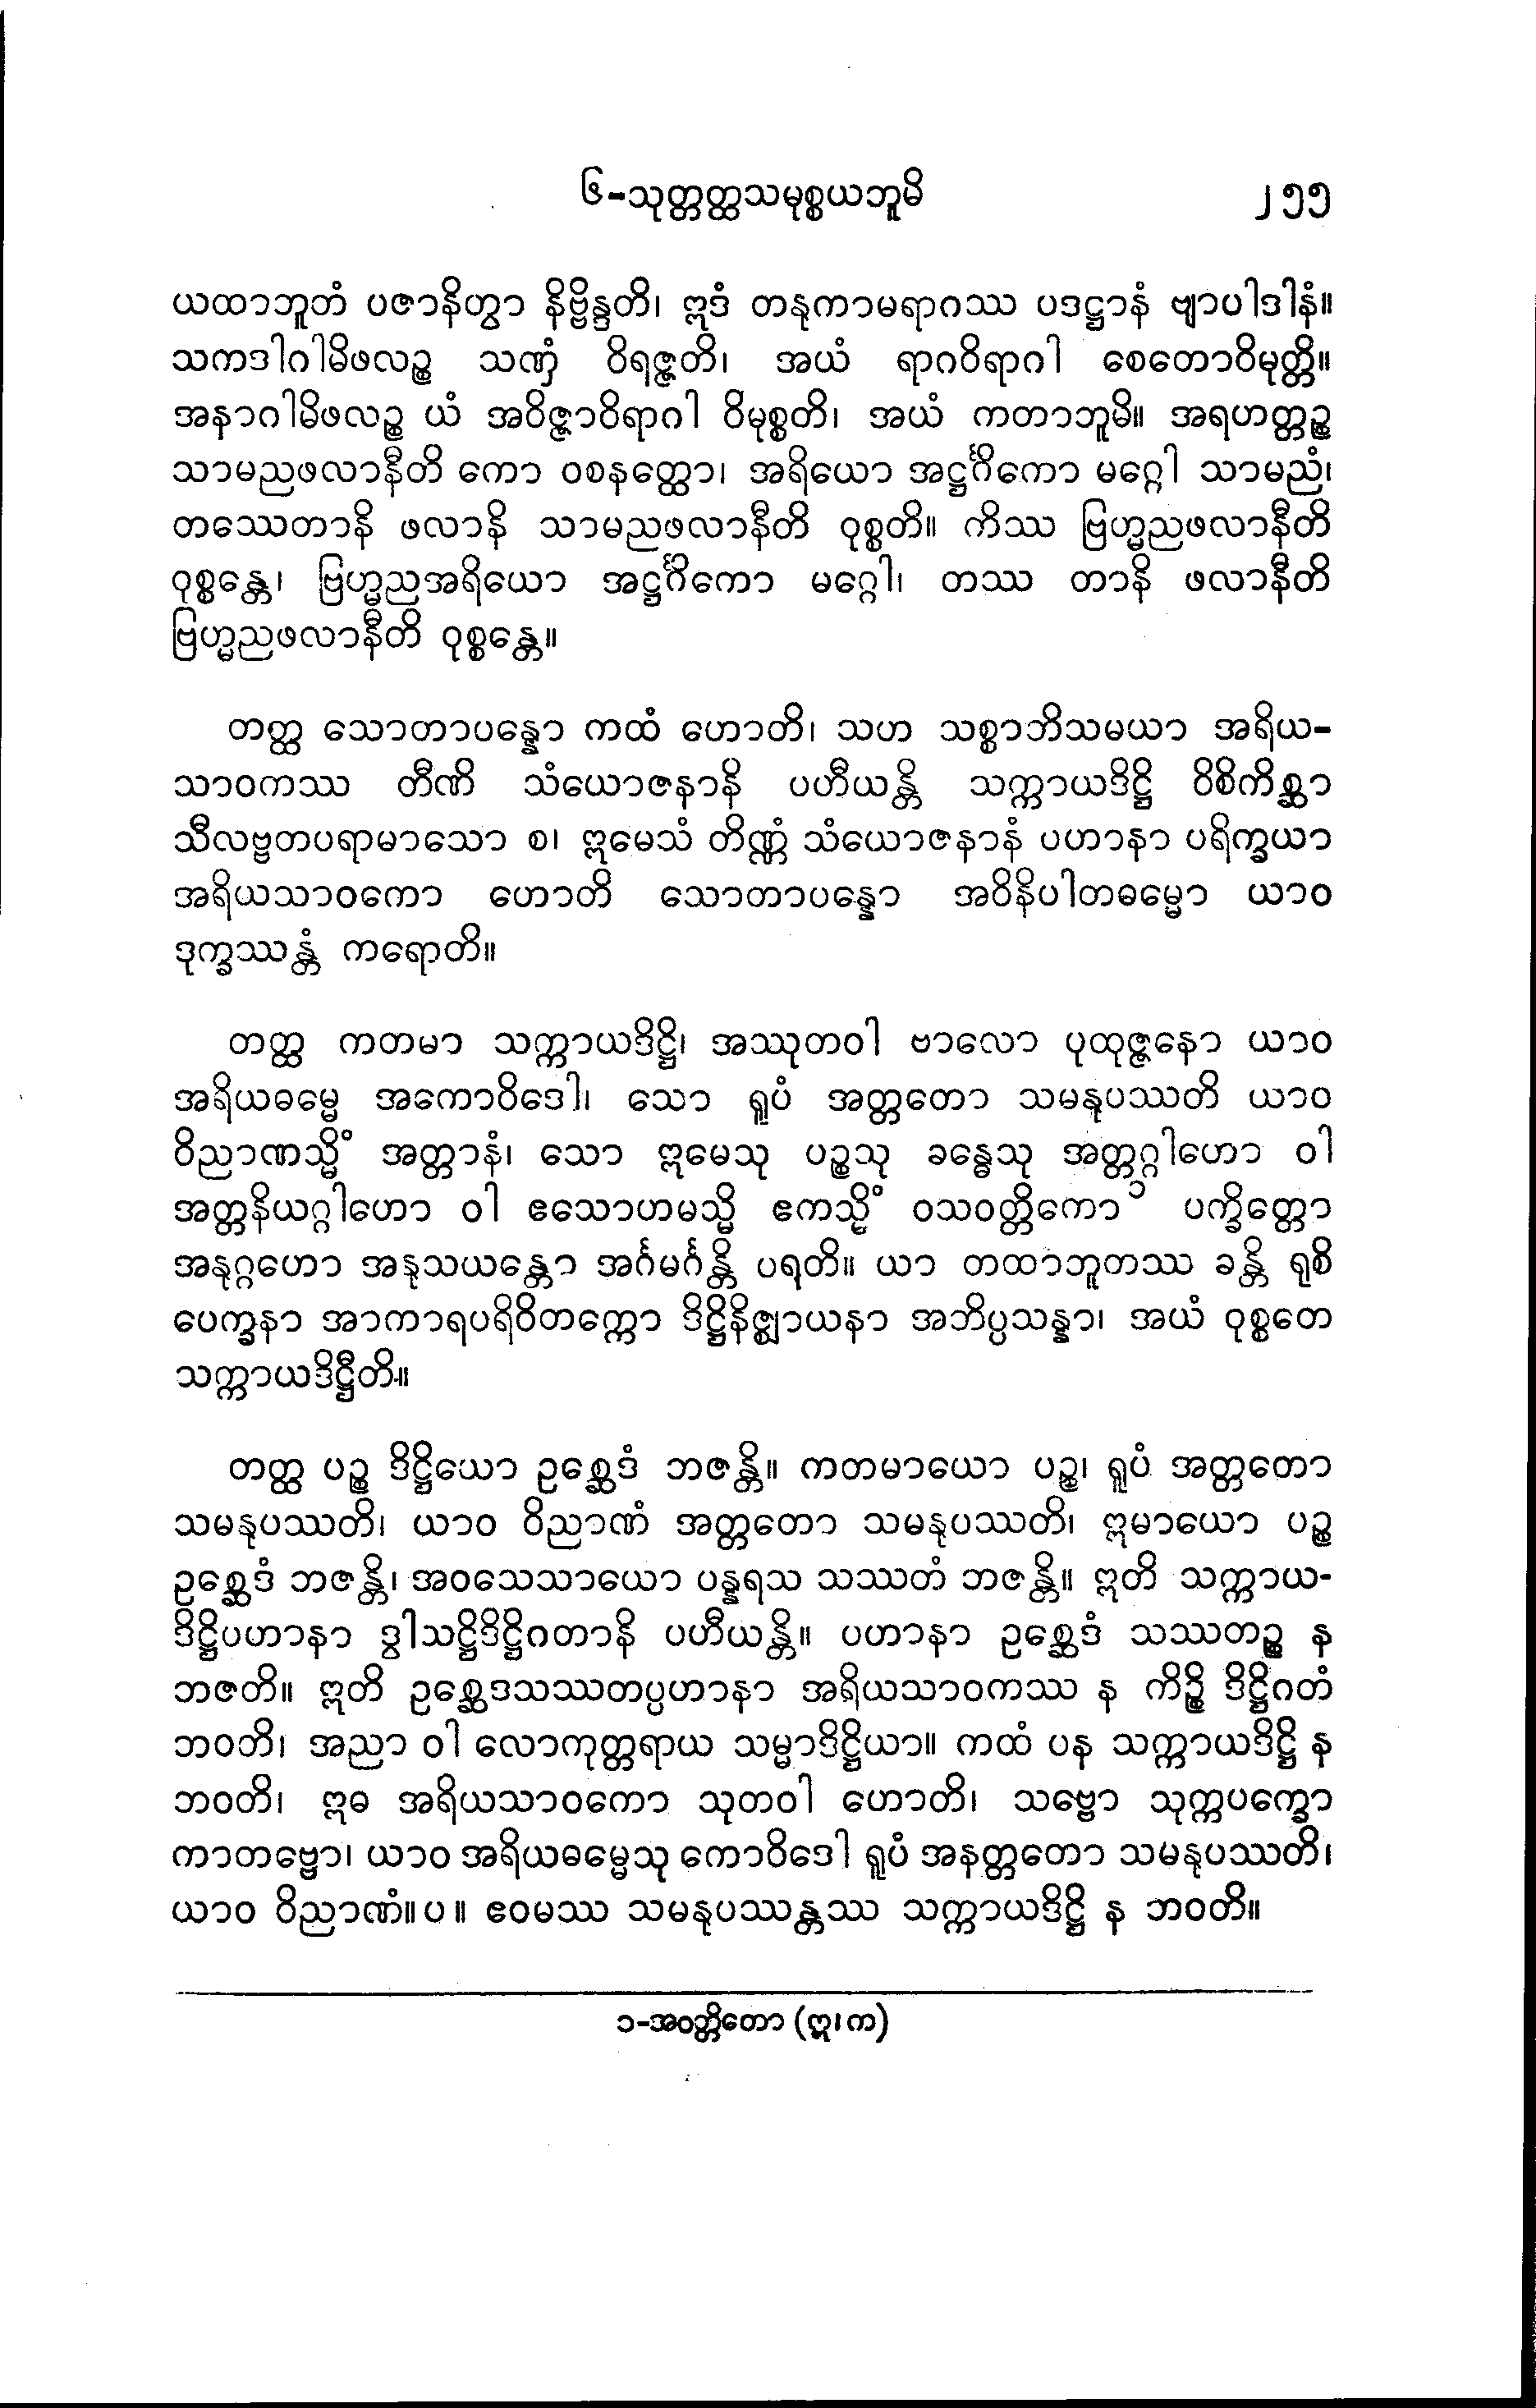 ၆-သုတ္တတ္ထသမုစ္စယဘူမိ ၂၅၅
ယထာဘူတံ ပဇာနိတွာ နိဗ္ဗိန္ဒတိ၊ ဣဒံ တနုကာမရာဂဿ ပဒဋ္ဌာနံ ဗျာပါဒါနံ။
သကဒါဂါမိဖလဉ္စ သဏှံ ဝိရဇ္ဇတိ၊ အယံ ရာဂဝိရာဂါ စေတောဝိမုတ္တိ။
အနာဂါမိဖလဉ္စ ယံ အဝိဇ္ဇာဝိရာဂါ ဝိမုစ္စတိ၊ အယံ ကတာဘူမိ။ အရဟတ္တဉ္စ
သာမညဖလာနီတိ ကော ဝစနတ္ထော၊ အရိယော အဋ္ဌင်္ဂိကော မဂ္ဂေါ သာမညံ၊
တဿေတာနိ ဖလာနိ သာမညဖလာနီတိ ဝုစ္စတိ။ ကိဿ ဗြဟ္မညဖလာနီတိ
ဝုစ္စန္တေ၊ ဗြဟ္မညအရိယော အဋ္ဌင်္ဂိကော မဂ္ဂေါ၊ တဿ တာနိ ဖလာနီတိ
ဗြဟ္မညဖလာနီတိ ဝုစ္စန္တေ။
တတ္ထ သောတာပန္နော ကထံ ဟောတိ၊ သဟ သစ္စာဘိသမယာ အရိယ-
သာဝကဿ တီဏိ သံယောဇနာနိ ပဟီယန္တိ သက္ကာယဒိဋ္ဌိ ဝိစိကိစ္ဆာ
သီလဗ္ဗတပရာမာသော စ၊ ဣမေသံ တိဏ္ဏံ သံယောဇနာနံ ပဟာနာ ပရိက္ခယာ
အရိယသာဝကော ဟောတိ သောတာပန္နော အဝိနိပါတဓမ္မော ယာဝ
ဒုက္ခဿန္တံ ကရောတိ။
တတ္ထ ကတမာ သက္ကာယဒိဋ္ဌိ၊ အဿုတဝါ ဗာလော ပုထုဇ္ဇနော ယာဝ
အရိယဓမ္မေ အကောဝိဒေါ၊ သော ရူပံ အတ္တတော သမနုပဿတိ ယာဝ
ဝိညာဏသ္မိံ အတ္တာနံ၊ သော ဣမေသု ပဉ္စသု ခန္ဓေသု အတ္တဂ္ဂါဟော ဝါ
အတ္တနိယဂ္ဂါဟော ဝါ ဧသောဟမသ္မိ ဧကသ္မိံ ဝသဝတ္တိကော ၁ ပက္ခိတ္တော
အနုဂ္ဂဟော အနုသယန္တော အင်္ဂမင်္ဂန္တိ ပရတိ။ ယာ တထာဘူတဿ ခန္တိ ရုစိ
ပေက္ခနာ အာကာရပရိဝိတက္ကော ဒိဋ္ဌိနိဇ္ဈာယနာ အဘိပ္ပသန္နာ၊ အယံ ဝုစ္စတေ
သက္ကာယဒိဋ္ဌီတိ။
တတ္ထ ပဉ္စ ဒိဋ္ဌိယော ဥစ္ဆေဒံ ဘဇန္တိ။ ကတမာယော ပဉ္စ၊ ရူပံ အတ္တတော
သမနုပဿတိ၊ ယာဝ ဝိညာဏံ အတ္တတော သမနုပဿတိ၊ ဣမာယော ပဉ္စ
ဥစ္ဆေဒံ ဘဇန္တိ၊ အဝသေသာယော ပန္နရသ သဿတံ ဘဇန္တိ။ ဣတိ သက္ကာယ-
ဒိဋ္ဌိပဟာနာ ဒွါသဋ္ဌိဒိဋ္ဌိဂတာနိ ပဟီယန္တိ။ ပဟာနာ ဥစ္ဆေဒံ သဿတဉ္စ န
ဘဇတိ။ ဣတိ ဥစ္ဆေဒသဿတပ္ပဟာနာ အရိယသာဝကဿ န ကိဉ္စိ ဒိဋ္ဌိဂတံ
ဘဝတိ၊ အညာ ဝါ လောကုတ္တရာယ သမ္မာဒိဋ္ဌိယာ။ ကထံ ပန သက္ကာယဒိဋ္ဌိ န
ဘဝတိ၊ ဣဓ အရိယသာဝကော သုတဝါ ဟောတိ၊ သဗ္ဗော သုက္ကပက္ခော
ကာတဗ္ဗော၊ ယာဝ အရိယဓမ္မေသု ကောဝိဒေါ ရူပံ အနတ္တတော သမနုပဿတိ၊
ယာဝ ဝိညာဏံ။ပ။ ဧဝမဿ သမနုပဿန္တဿ သက္ကာယဒိဋ္ဌိ န ဘဝတိ။
၁-အဝတ္တိတော (ဣ၊ က)